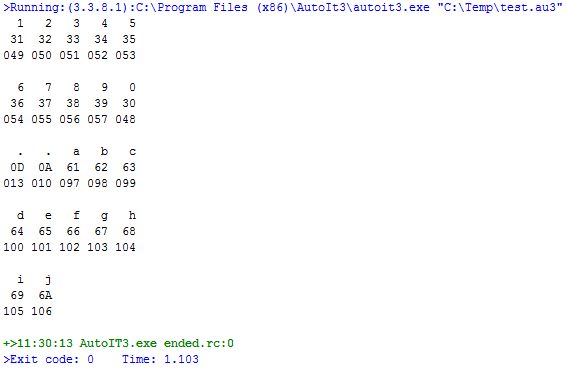 >Running:(3.3.8.1):C:\Program Files (x86)\AutoIt3\autoit3.exe "C:\Temp\test.au3"
1 2 3 4 5
31 32 33 34 35
049 050 051 052 053
6 7 8 9 0
36 37 38 39 30
054 055 056 057 048
. . a b c
0D 0A 61 62 63
013 010 097 098 099
d e f g h
64 65 66 67 68
100 101 102 103 104
i j
69 6A
105 106
+>11:30:13 AutoIT3.exe ended.rc:0
>Exit code: 0 Time: 1.103